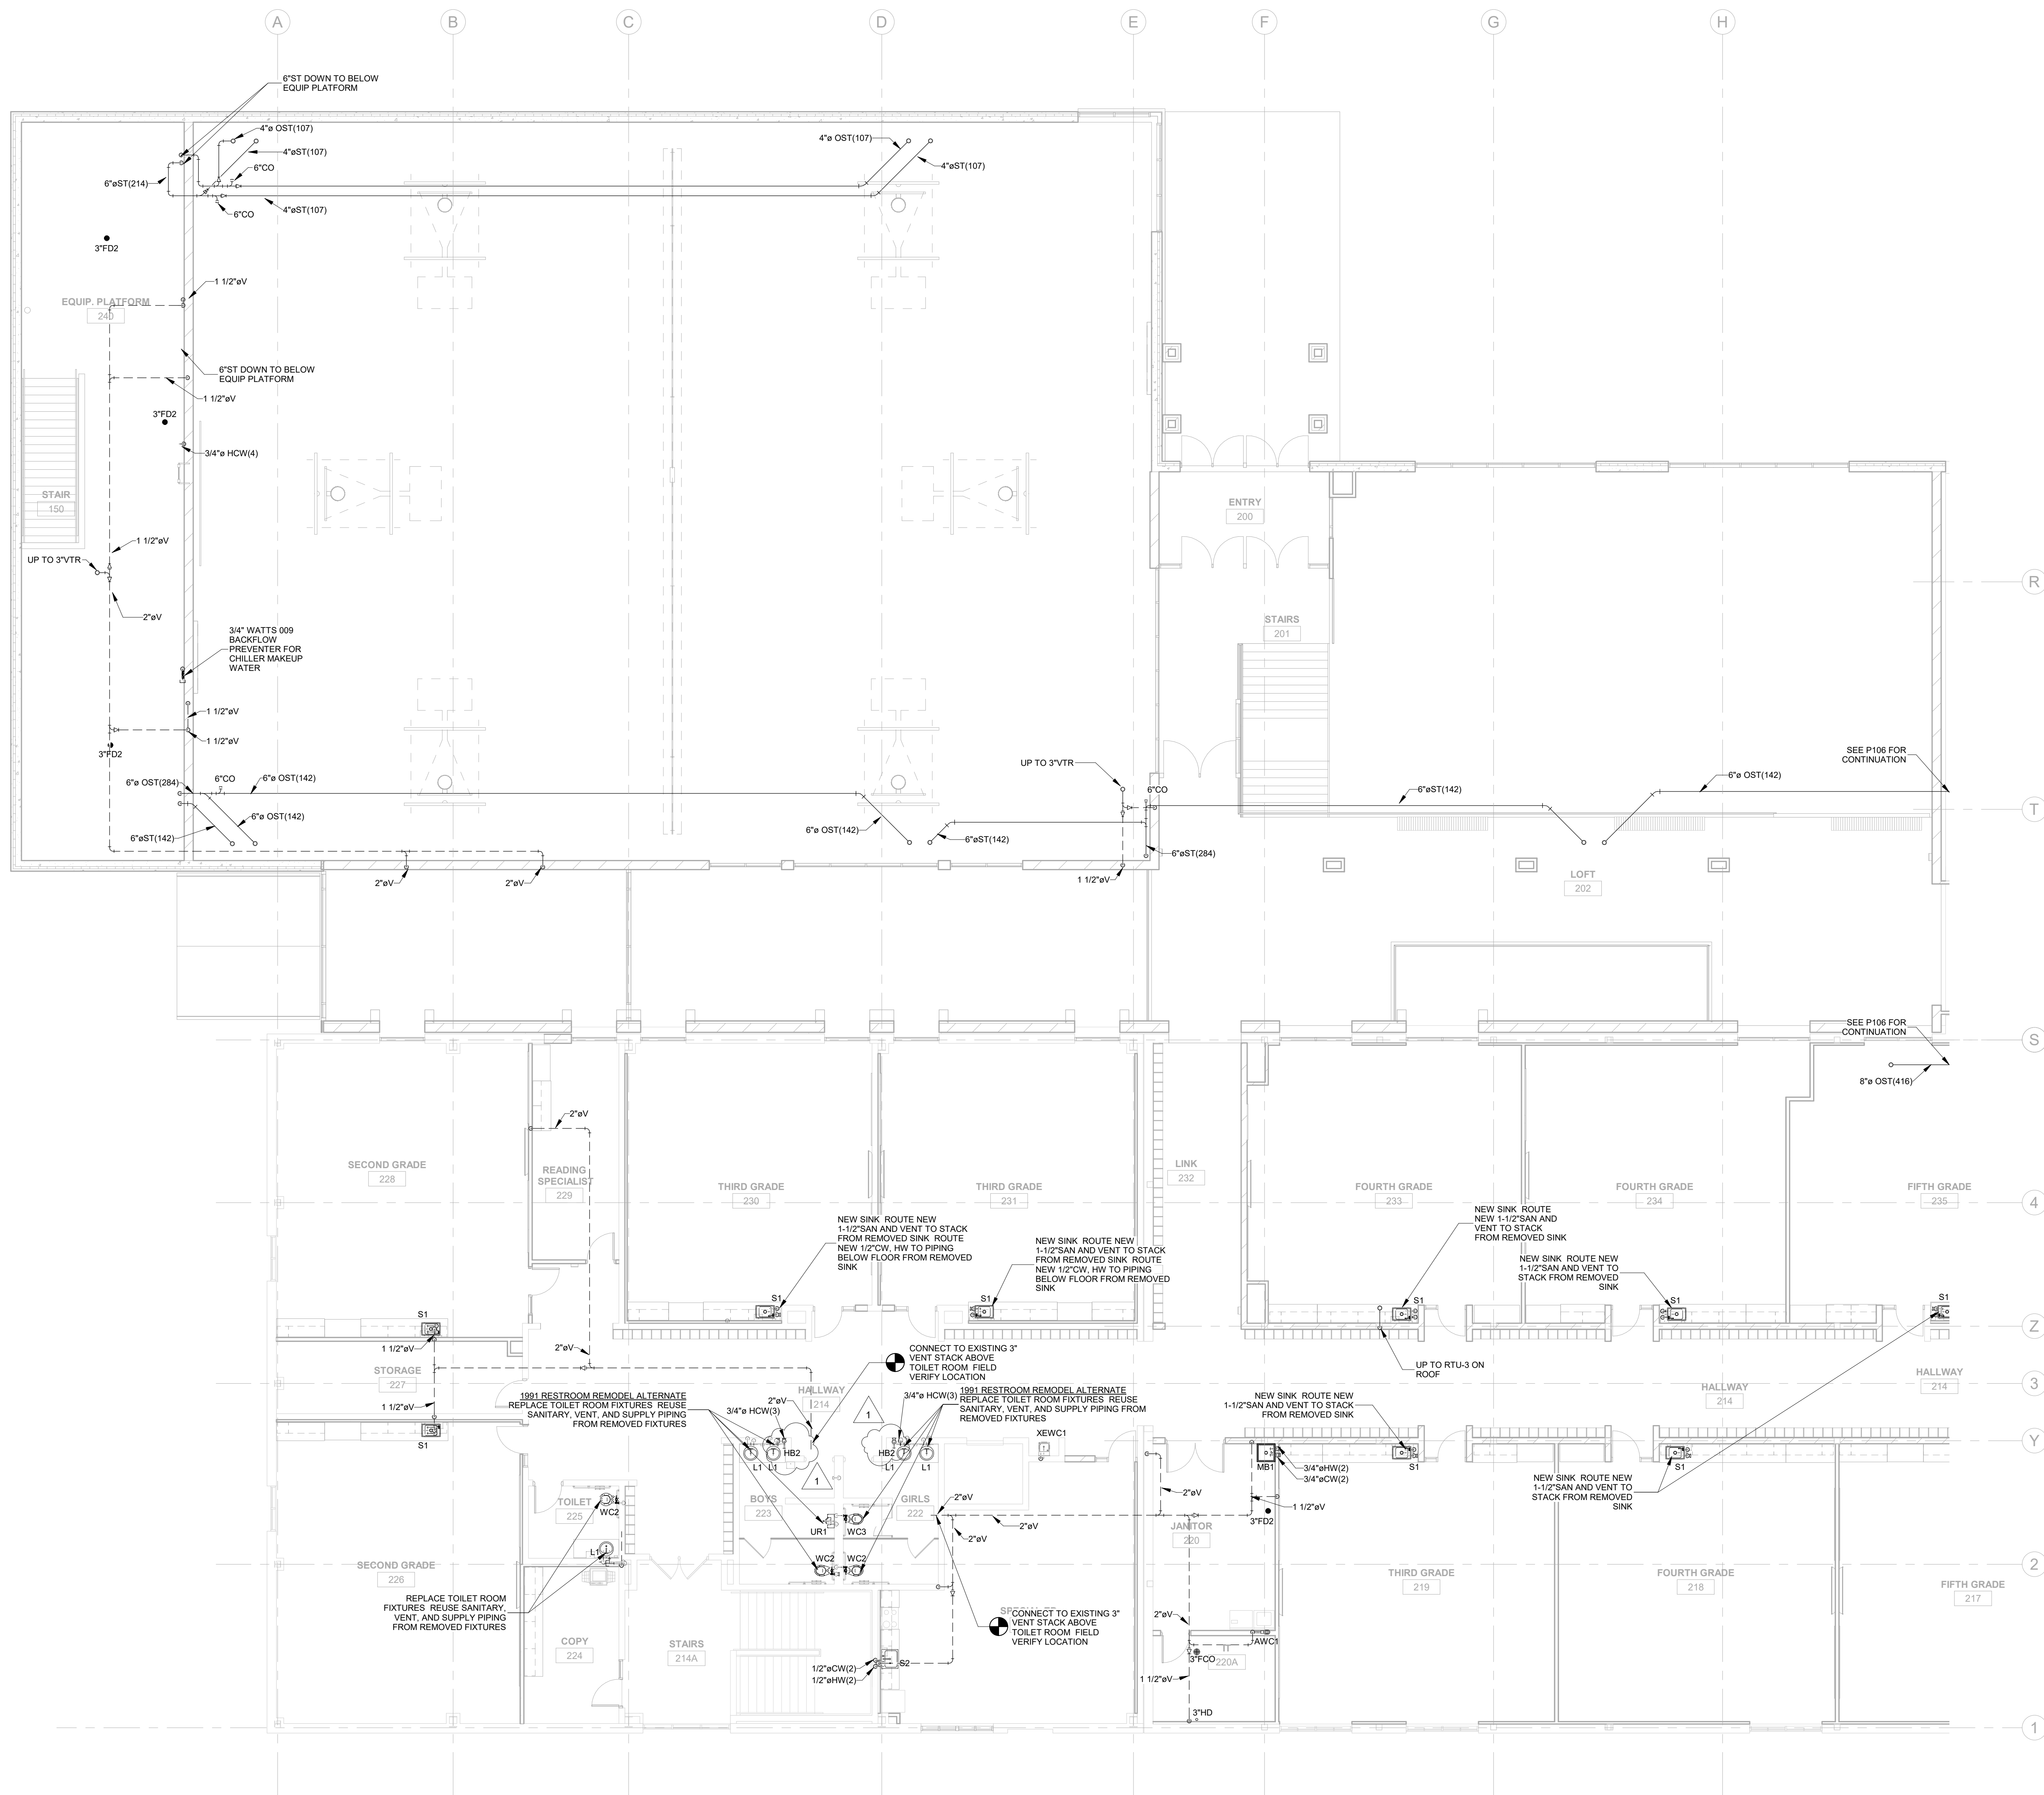 A
B
C
D
E
F
G
H
6"ST DOWN TO BELOW
EQUIP PLATFORM
4"ø OST(107)
4"øST(107)
6"CO
6"øST(214)
6"CO
4"øST(107)
4"ø OST(107)
4"øST(107)
3"FD2
1 1/2"øV
EQUIP. PLATFORM
240
6"ST DOWN TO BELOW
EQUIP PLATFORM
1 1/2"øV
3"FD2
3/4"ø HCW(4)
STAIR
150
1 1/2"øV
UP TO 3"VTR
2"øV
3/4" WATTS 009
BACKFLOW
PREVENTER FOR
CHILLER MAKEUP
WATER
1 1/2"øV
1 1/2"øV
3"FD2
6"ø OST(284)
6"CO
6"ø OST(142)
6"ø OST(142)
6"øST(142)
2"øV
2"øV
6"ø OST(142)
6"øST(142)
UP TO 3"VTR
6"CO
6"øST(284)
1 1/2"øV
ENTRY
200
STAIRS
201
R
SEE P106 FOR
CONTINUATION
6"øST(142)
6"ø OST(142)
T
LOFT
202
SEE P106 FOR
CONTINUATION
S
8"ø OST(416)
2"øV
SECOND GRADE
228
READING
SPECIALIST
229
THIRD GRADE
230
THIRD GRADE
231
LINK
232
FOURTH GRADE
233
FOURTH GRADE
234
FIFTH GRADE
235
4
NEW SINK ROUTE NEW
1-1/2"SAN AND VENT TO STACK
FROM REMOVED SINK ROUTE
NEW 1/2"CW, HW TO PIPING
BELOW FLOOR FROM REMOVED
SINK
NEW SINK ROUTE NEW
1-1/2"SAN AND VENT TO STACK
FROM REMOVED SINK ROUTE
NEW 1/2"CW, HW TO PIPING
BELOW FLOOR FROM REMOVED
SINK
NEW SINK ROUTE
NEW 1-1/2"SAN AND
VENT TO STACK
FROM REMOVED SINK
NEW SINK ROUTE NEW
1-1/2"SAN AND VENT TO
STACK FROM REMOVED
SINK
S1
S1
S1
S1
S1
S1
Z
1 1/2"øV
2"øV
CONNECT TO EXISTING 3"
VENT STACK ABOVE
TOILET ROOM FIELD
VERIFY LOCATION
UP TO RTU-3 ON
ROOF
STORAGE
227
HALLWAY
214
HALLWAY
214
HALLWAY
214
3
1991 RESTROOM REMODEL ALTERNATE
REPLACE TOILET ROOM FIXTURES REUSE
SANITARY, VENT, AND SUPPLY PIPING
FROM REMOVED FIXTURES
2"øV
3/4"ø HCW(3)
1
3/4"ø HCW(3)
1991 RESTROOM REMODEL ALTERNATE
REPLACE TOILET ROOM FIXTURES REUSE
SANITARY, VENT, AND SUPPLY PIPING FROM
REMOVED FIXTURES
NEW SINK ROUTE NEW
1-1/2"SAN AND VENT TO STACK
FROM REMOVED SINK
1 1/2"øV
S1
XEWC1
Y
HB2
L1
L1
1
HB2
L1
L1
MB1
3/4"øHW(2)
3/4"øCW(2)
S1
S1
NEW SINK ROUTE NEW
1-1/2"SAN AND VENT TO
STACK FROM REMOVED
SINK
TOILET
225
WC2
BOYS
223
GIRLS
222
2"øV
2"øV
1 1/2"øV
UR1
WC3
2"øV
2"øV
3"FD2
JANITOR
220
L1
WC2
WC2
SECOND GRADE
226
THIRD GRADE
219
FOURTH GRADE
218
FIFTH GRADE
217
2
REPLACE TOILET ROOM
FIXTURES REUSE SANITARY,
VENT, AND SUPPLY PIPING
FROM REMOVED FIXTURES
CONNECT TO EXISTING 3"
VENT STACK ABOVE
TOILET ROOM FIELD
VERIFY LOCATION
2"øV
COPY
224
STAIRS
214A
AWC1
3"FCO
220A
1/2"øCW(2)
1/2"øHW(2)
S2
1 1/2"øV
3"HD
1